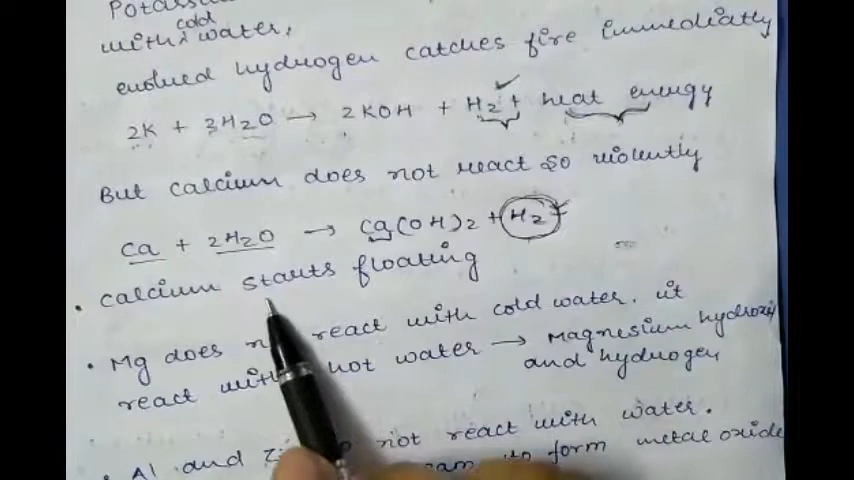 cold
with water,
evolved hydrogen catches fire immediatly
2K + 3H2O → 2KOH + H2 + heat energy
But calcium does not react so violently
Ca + 2H2O → Ca(OH)2 + H2
• calcium starts floating
• Mg does react with cold water. it
react with hot water → Magnesium hydroxi
and hydrogen
• Al and not react with water.
to form metal oxide